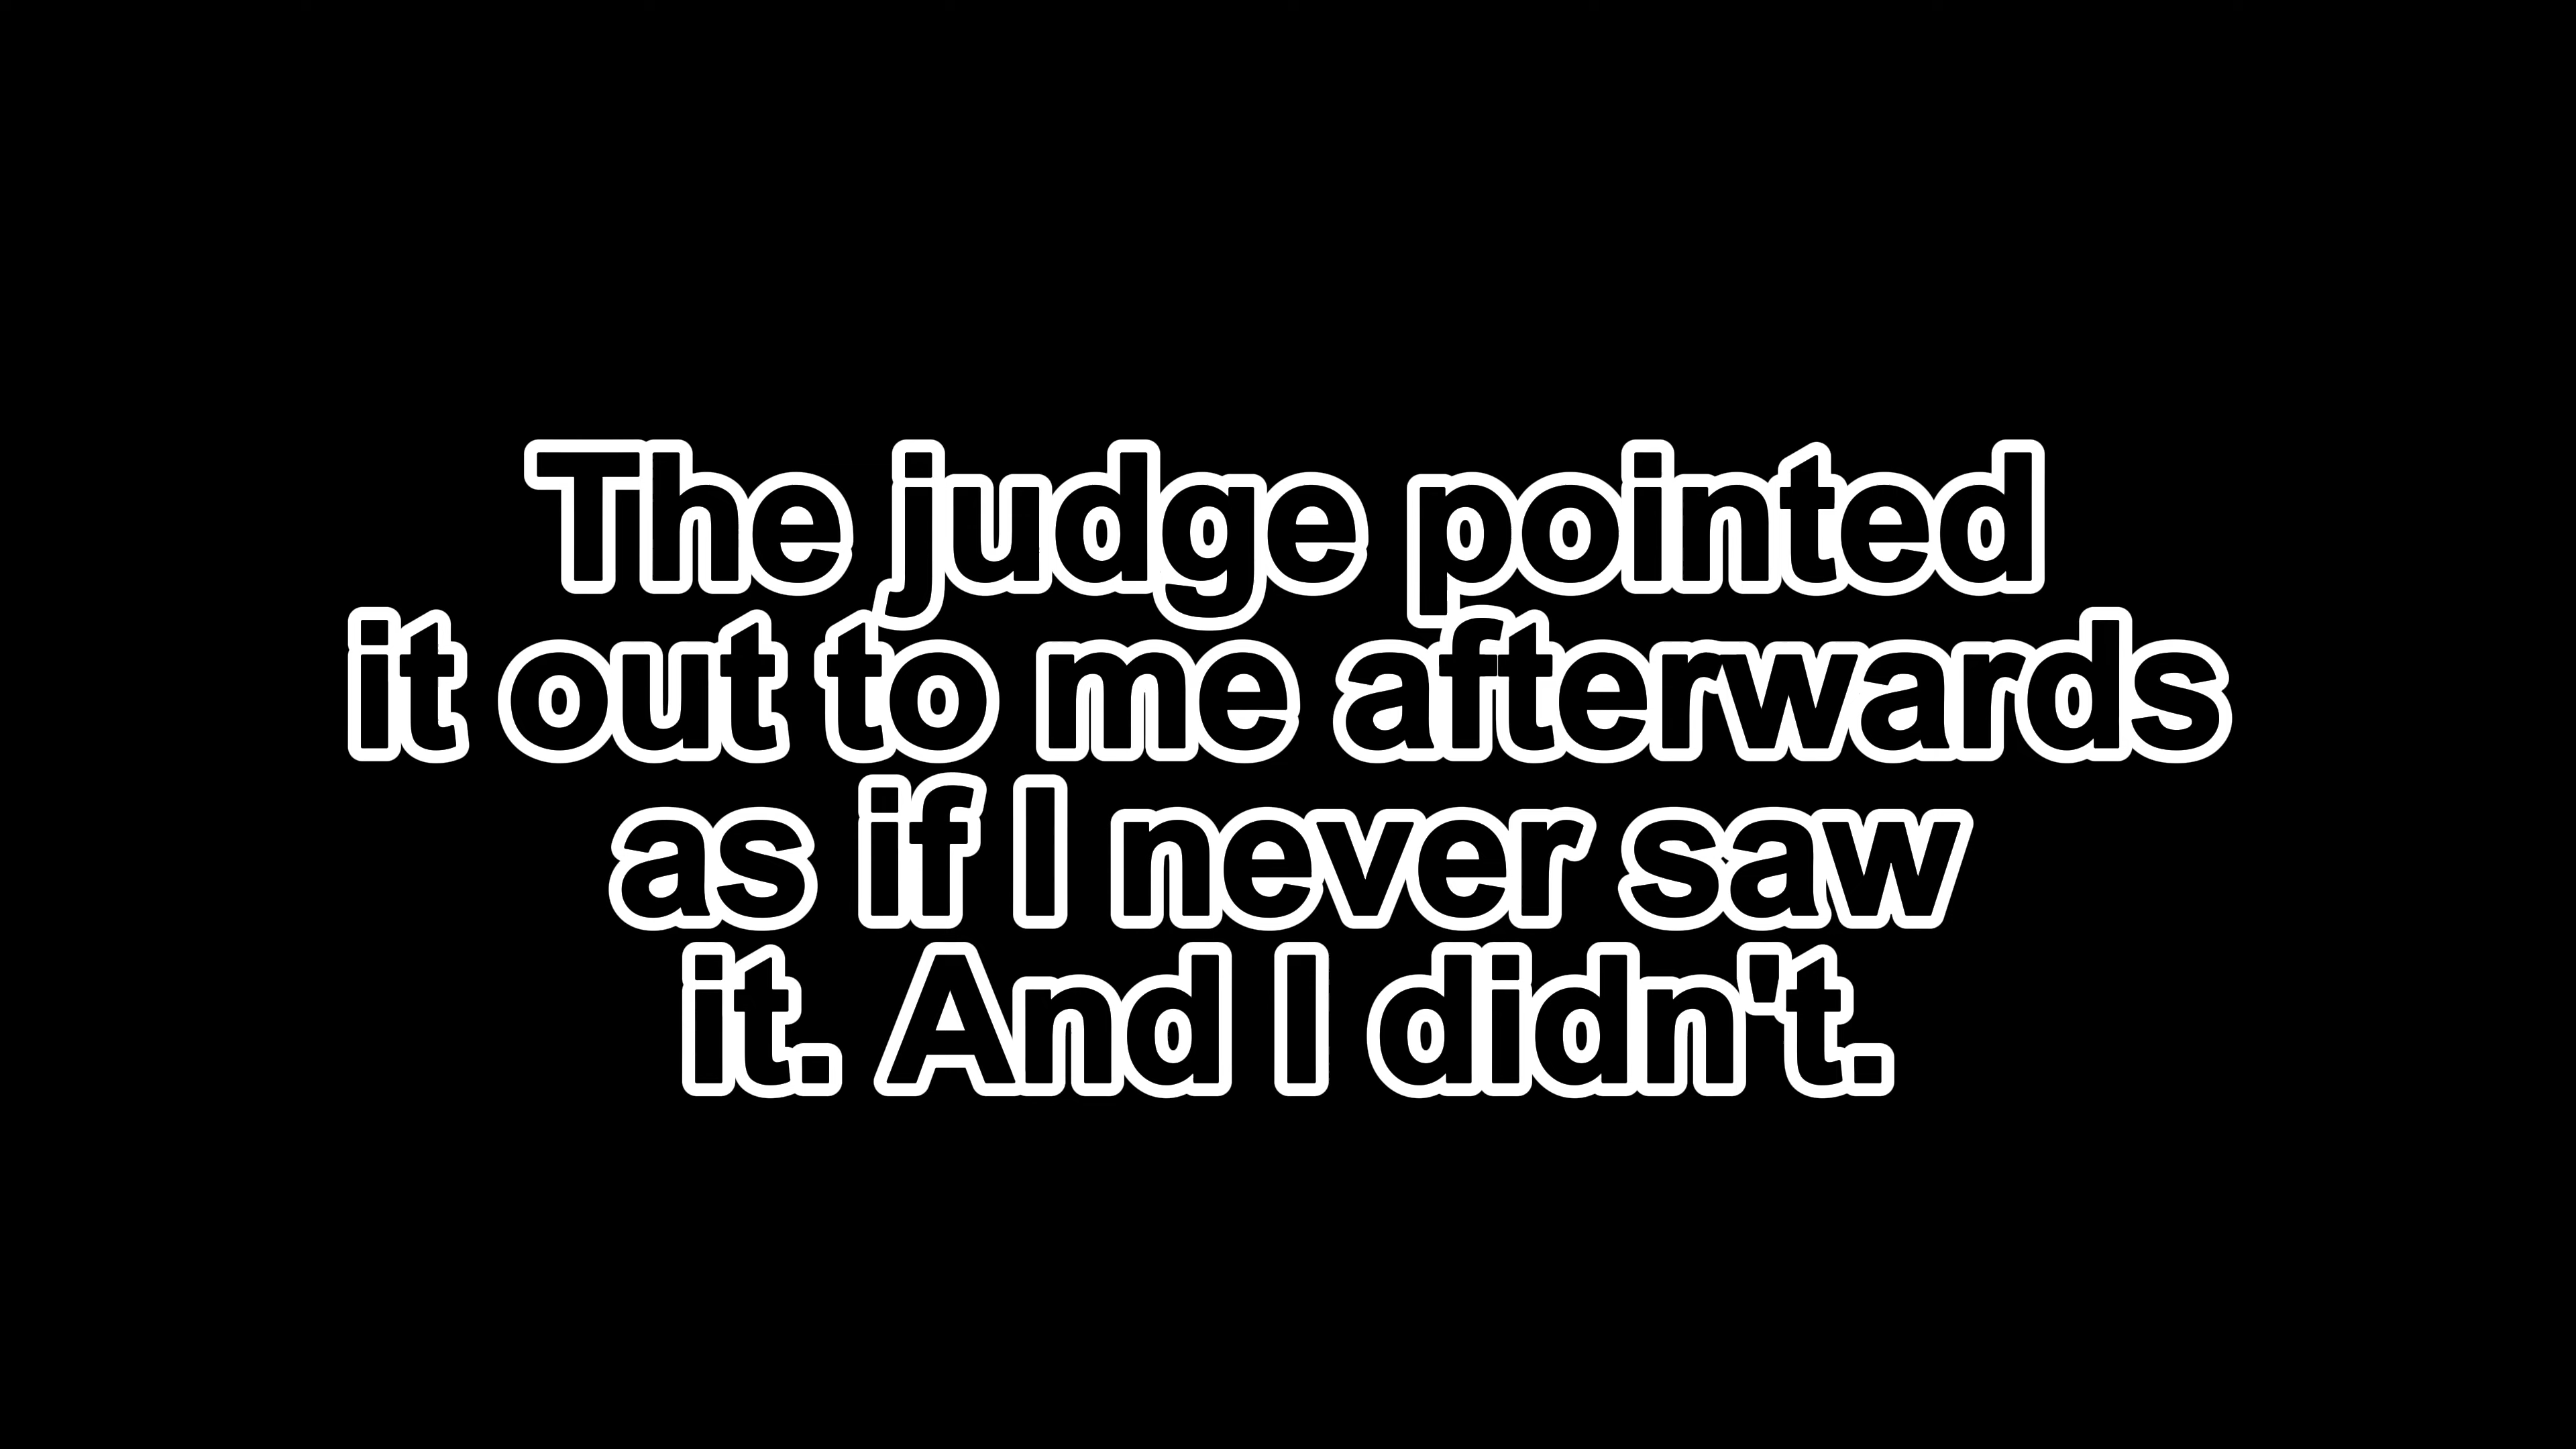 The judge pointed
it out to me afterwards
as if I never saw
it. And I didn't.